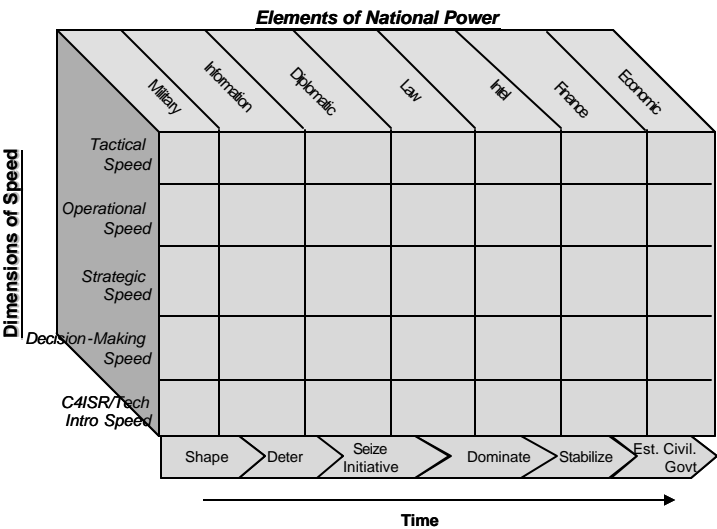 Elements of National Power
Military
Information
Diplomatic
Law
Intel
Finance
Economic
Dimensions of Speed
Tactical
Speed
Operational
Speed
Strategic
Speed
Decision-Making
Speed
C4ISR/Tech
Intro Speed
Shape
Deter
Seize
Initiative
Dominate
Stabilize
Est. Civil.
Govt
Time